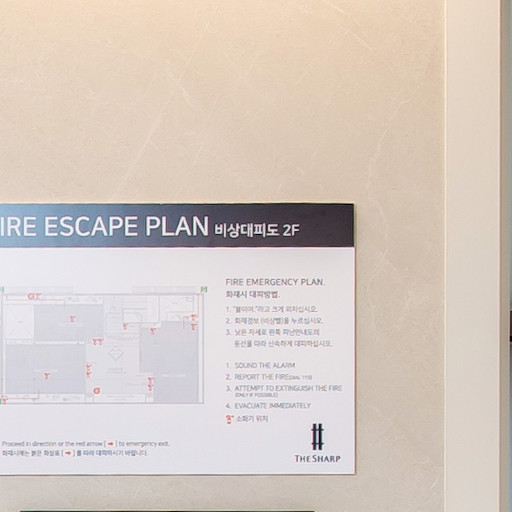 IRE ESCAPE PLAN 비상대피도 2F
FIRE EMERGENCY PLAN.
화재시 대피방법.
1. "불이야."라고 크게 외치십시오.
2. 화재경보 (비상벨)를 누르십시오.
3. 낮은 자세로 왼쪽 피난안내도의
동선을 따라 신속하게 대피하십시오.
1. SOUND THE ALARM
2. REPORT THE FIRE(DIAL 119)
3. ATTEMPT TO EXTINGUISH THE FIRE
(ONLY IF POSSIBLE)
4. EVACUATE IMMEDIATELY
소화기 위치
Proceed in direction or the red arrow [ ➡ ] to emergency exit.
화재시에는 붉은 화살표 [ ➡ ] 를 따라 대피하시기 바랍니다.
THE SHARP